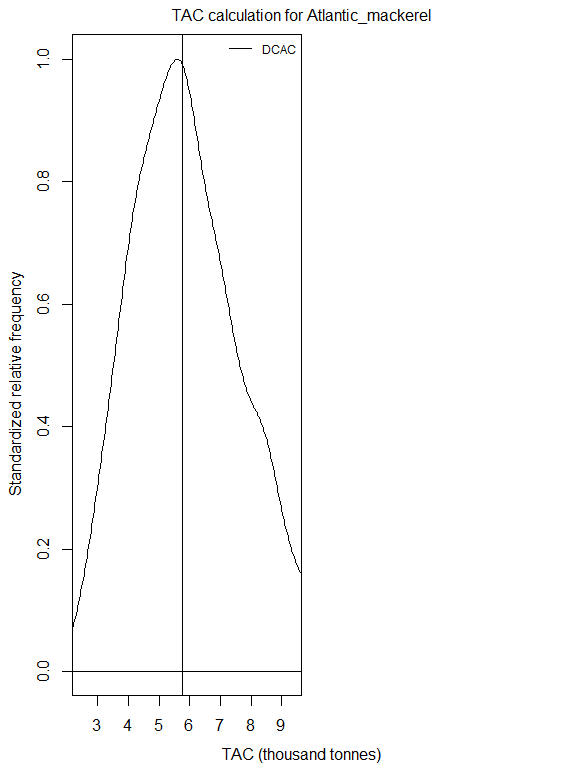 TAC calculation for Atlantic_mackerel
DCAC
Standardized relative frequency
1.0
0.8
0.6
0.4
0.2
0.0
3 4 5 6 7 8 9
TAC (thousand tonnes)